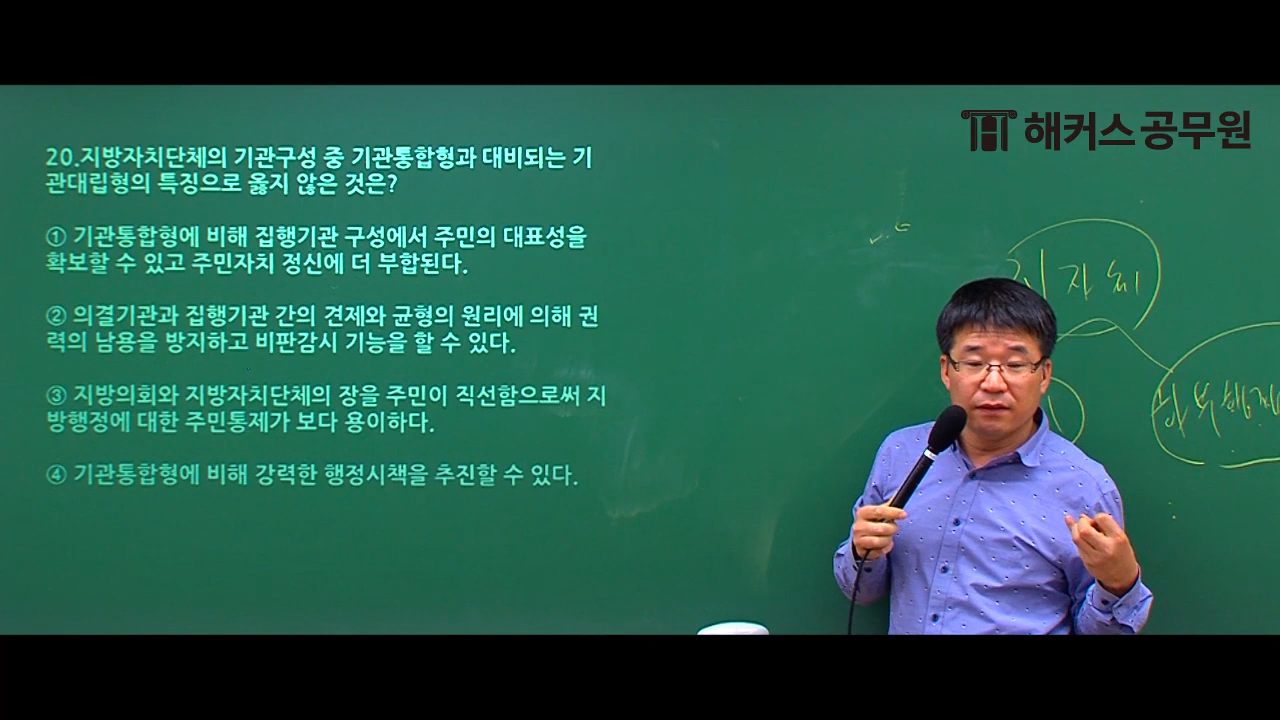 해커스 공무원
20.지방자치단체의 기관구성 중 기관통합형과 대비되는 기
관대립형의 특징으로 옳지 않은 것은?
① 기관통합형에 비해 집행기관 구성에서 주민의 대표성을
확보할 수 있고 주민자치 정신에 더 부합된다.
② 의결기관과 집행기관 간의 견제와 균형의 원리에 의해 권
력의 남용을 방지하고 비판감시 기능을 할 수 있다.
③ 지방의회와 지방자치단체의 장을 주민이 직선함으로써 지
방행정에 대한 주민통제가 보다 용이하다.
④ 기관통합형에 비해 강력한 행정시책을 추진할 수 있다.
지자체